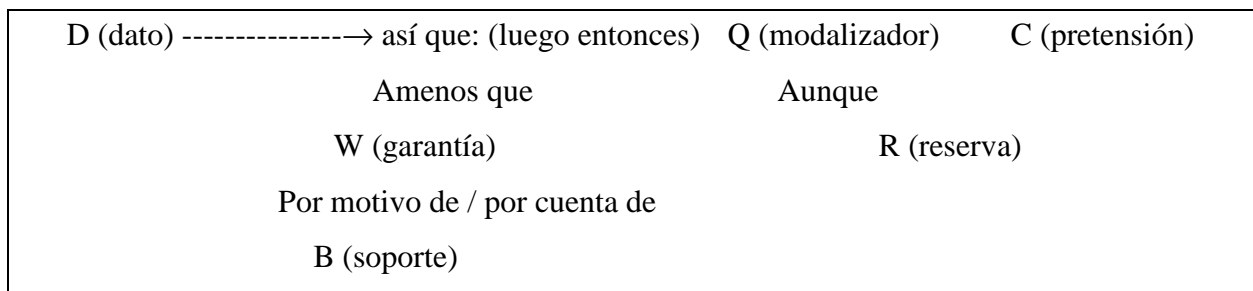 D (dato) ---------------→ así que: (luego entonces) Q (modalizador) C (pretensión)
Amenos que Aunque
W (garantía) R (reserva)
Por motivo de / por cuenta de
B (soporte)